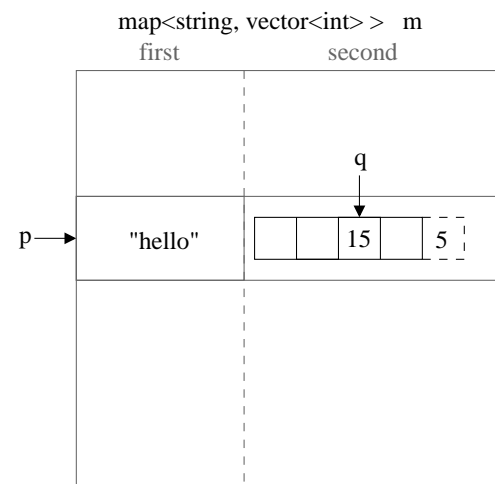 map<string, vector<int> > m
first second
q
p "hello" 15 5